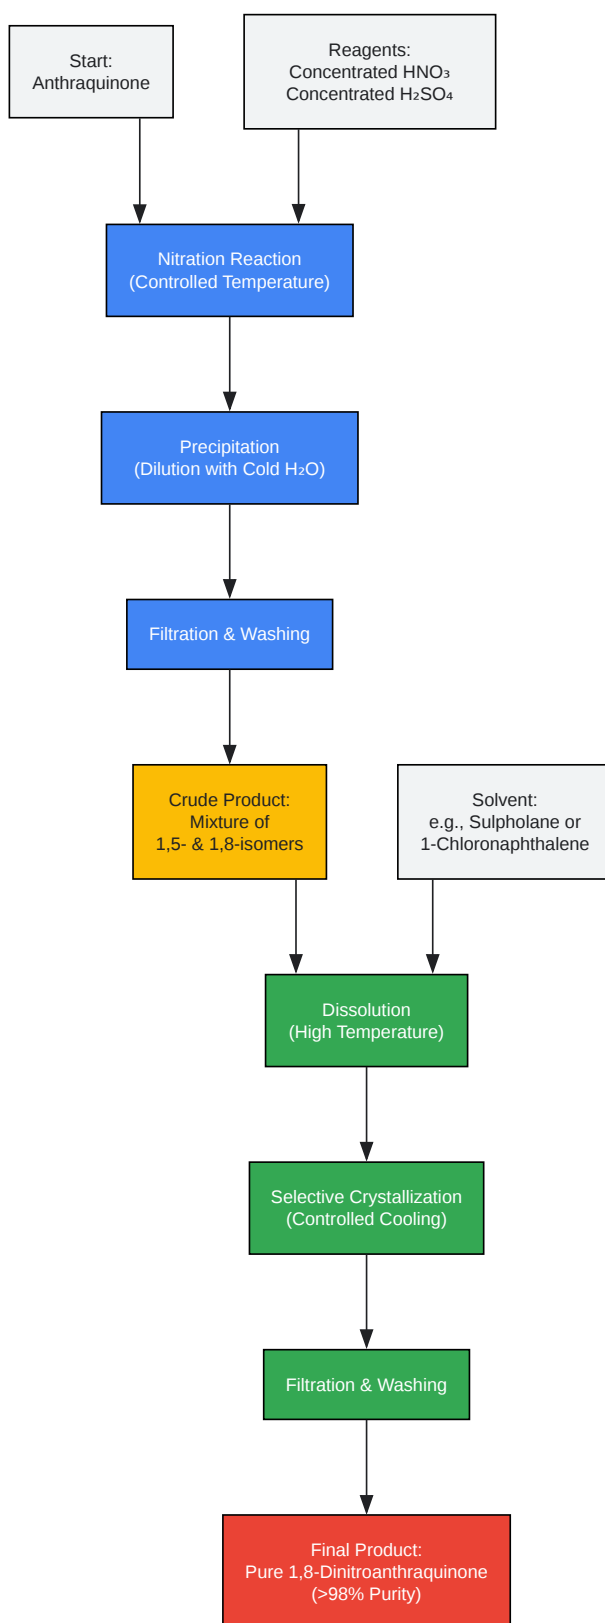 Start:
Anthraquinone
Reagents:
Concentrated HNO₃
Concentrated H₂SO₄
Nitration Reaction
(Controlled Temperature)
Precipitation
(Dilution with Cold H₂O)
Filtration & Washing
Crude Product:
Mixture of
1,5- & 1,8-isomers
Solvent:
e.g., Sulpholane or
1-Chloronaphthalene
Dissolution
(High Temperature)
Selective Crystallization
(Controlled Cooling)
Filtration & Washing
Final Product:
Pure 1,8-Dinitroanthraquinone
(>98% Purity)